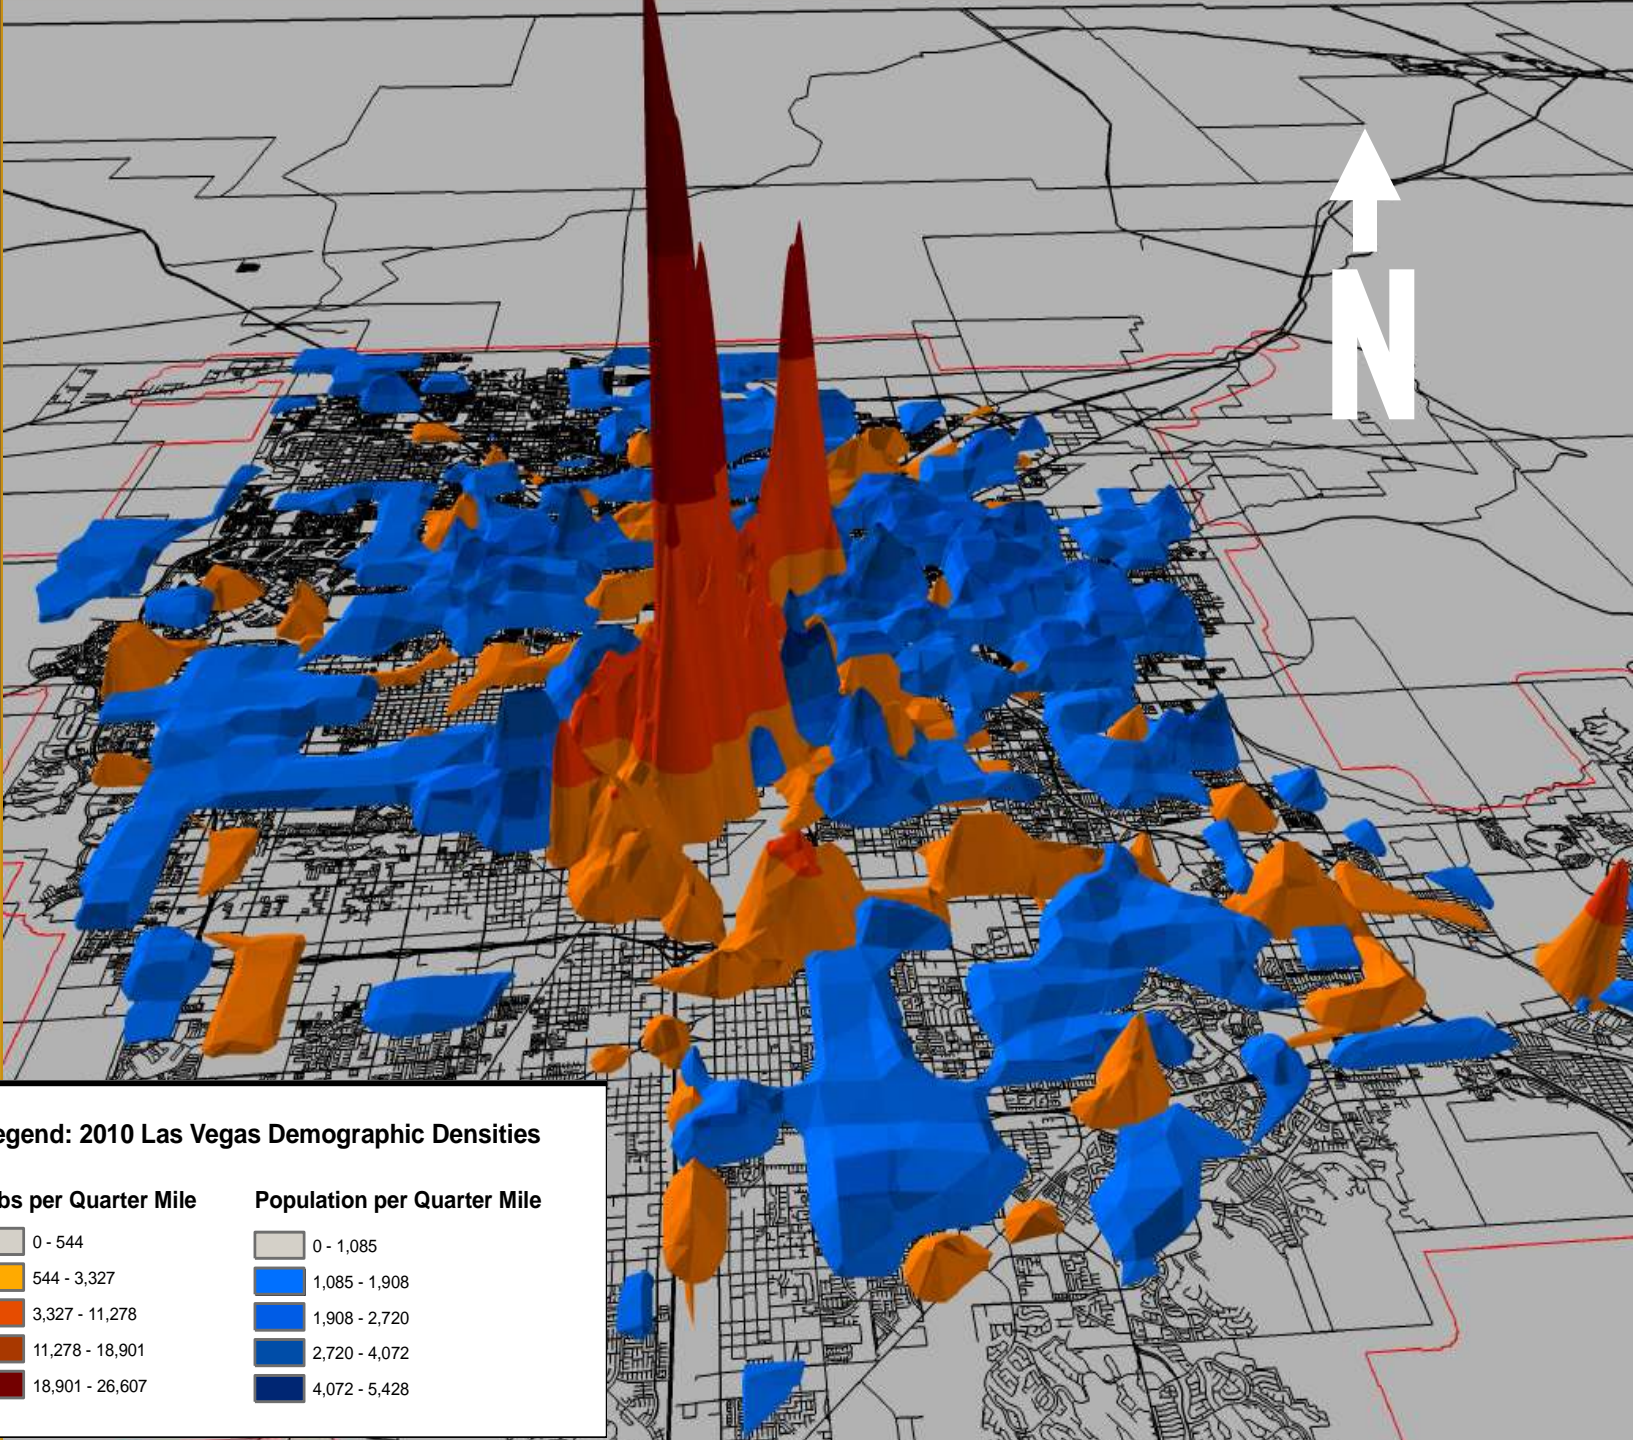 N
egend: 2010 Las Vegas Demographic Densities
bs per Quarter Mile
0 - 544
544 - 3,327
3,327 - 11,278
11,278 - 18,901
18,901 - 26,607
Population per Quarter Mile
0 - 1,085
1,085 - 1,908
1,908 - 2,720
2,720 - 4,072
4,072 - 5,428